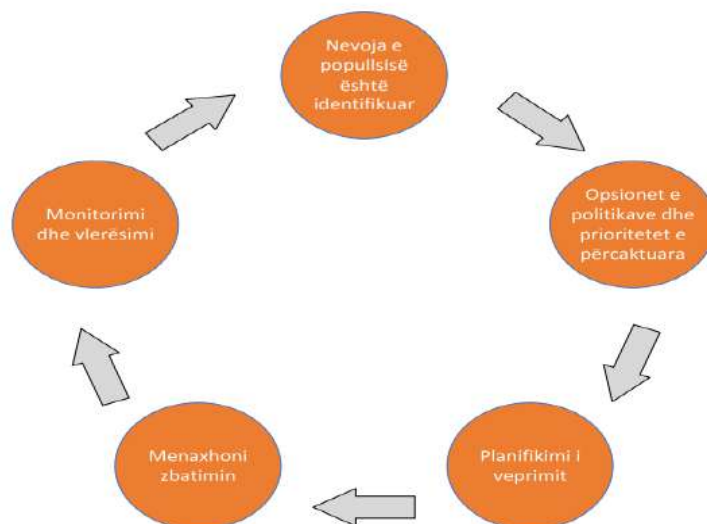 Nevoja e
popullsisë
është
identifikuar
Opsionet e
politikave dhe
prioritetet e
përcaktuara
Planifikimi i
veprimit
Menaxhoni
zbatimin
Monitorimi
dhe vlerësimi